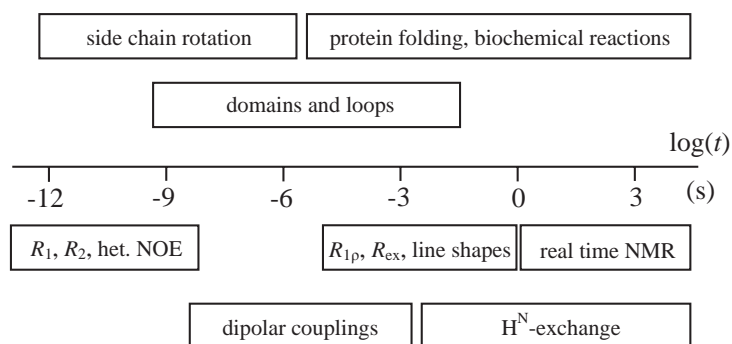 side chain rotation protein folding, biochemical reactions
domains and loops
log(t)
-12 -9 -6 -3 0 3 (s)
R₁, R₂, het. NOE R₁ρ, Rₑₓ, line shapes real time NMR
dipolar couplings Hᴺ-exchange